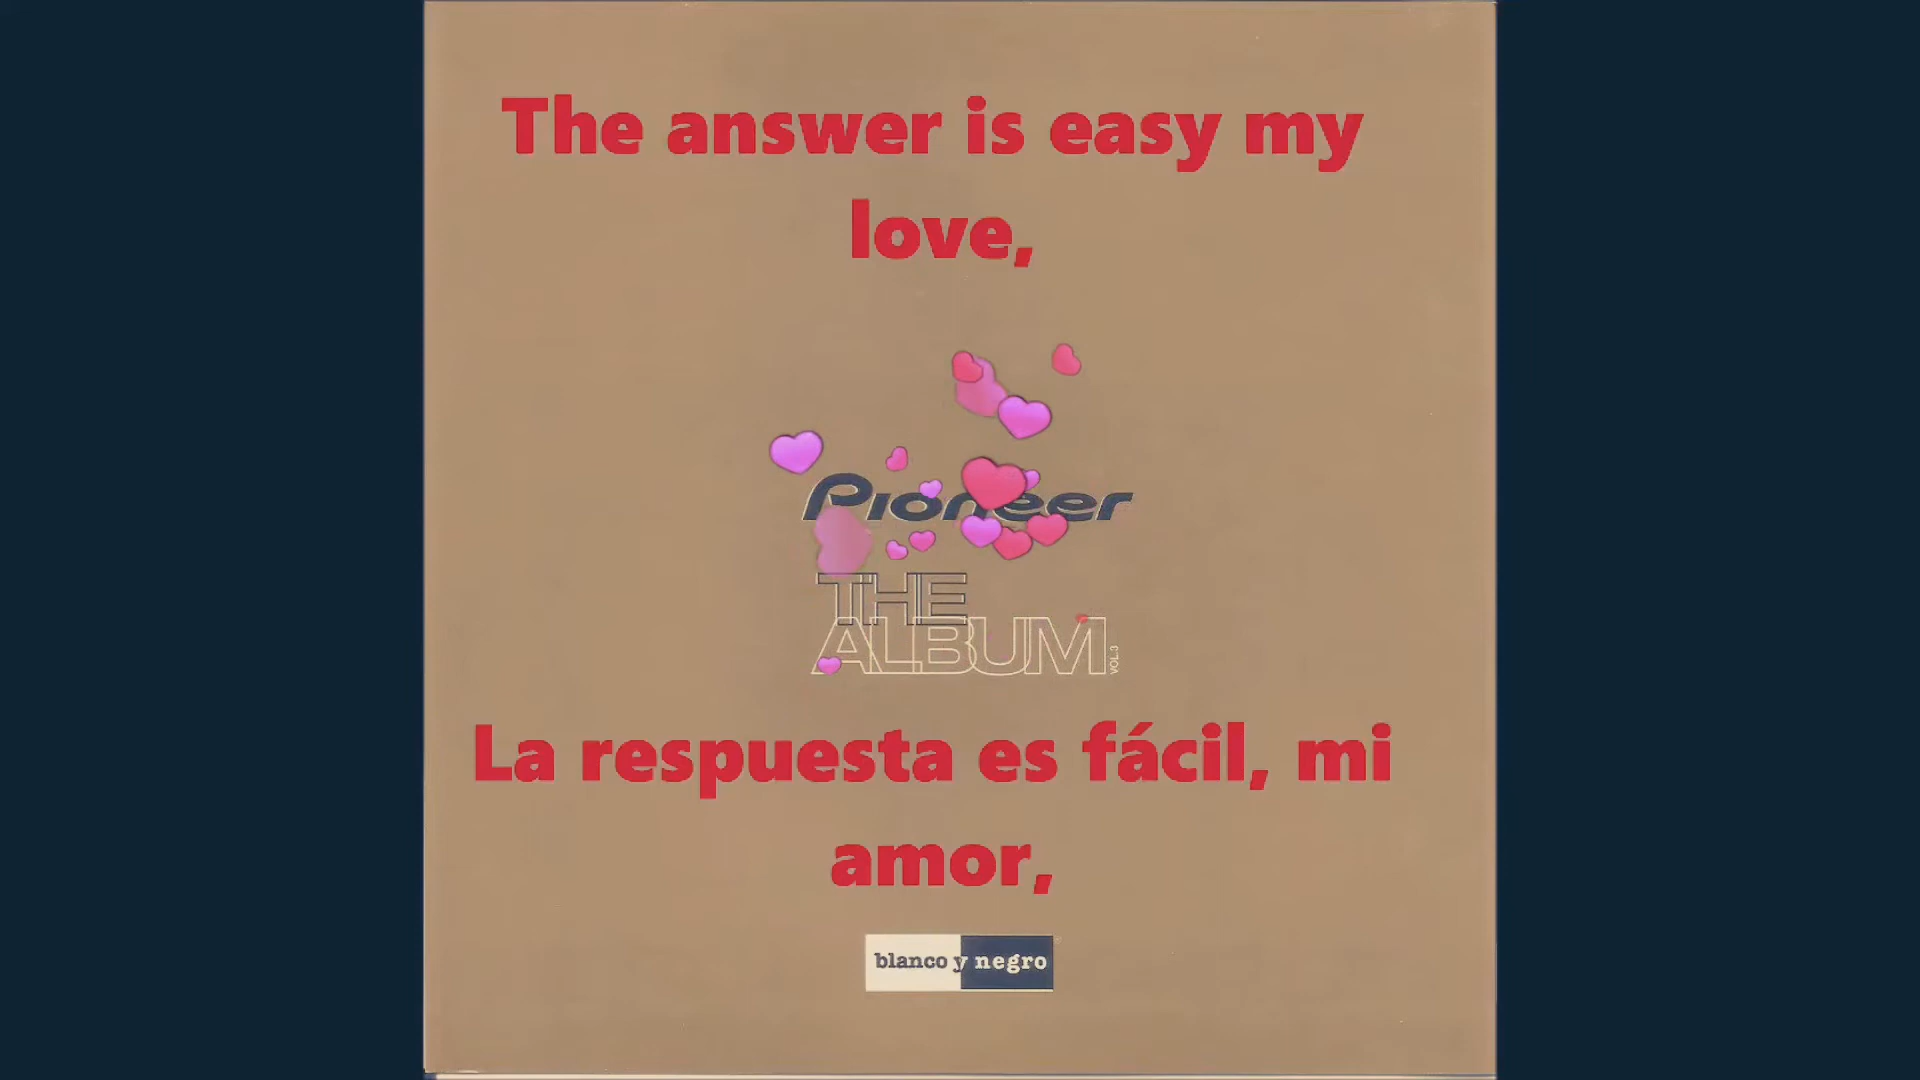 The answer is easy my
love,
Pioneer
THE
ALBUM
VOL.3
La respuesta es fácil, mi
amor,
blanco y negro